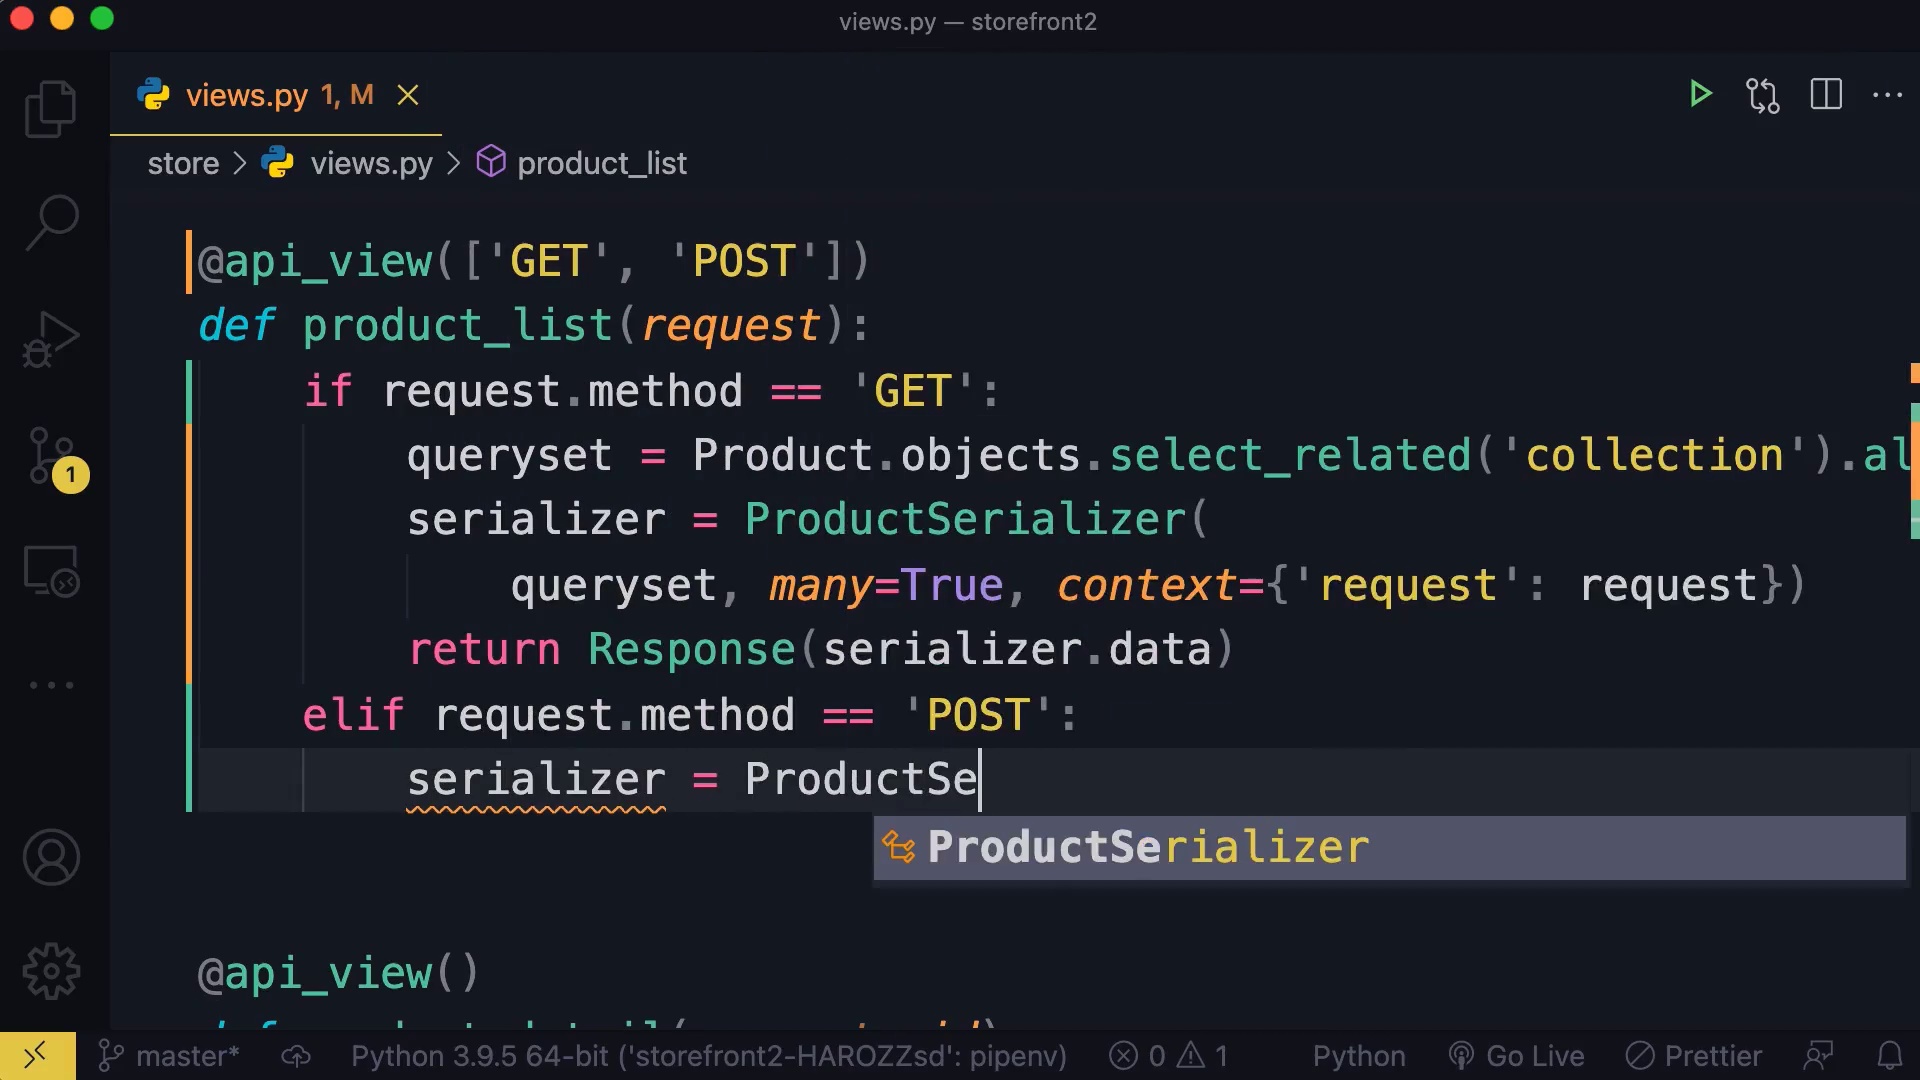 views.py — storefront2
views.py 1, M
store > views.py > product_list
@api_view(['GET', 'POST'])
def product_list(request):
if request.method == 'GET':
queryset = Product.objects.select_related('collection').al
serializer = ProductSerializer(
queryset, many=True, context={'request': request})
return Response(serializer.data)
elif request.method == 'POST':
serializer = ProductSe
ProductSerializer
@api_view()
1
master* Python 3.9.5 64-bit ('storefront2-HAROZZsd': pipenv) 0 1 Python Go Live Prettier